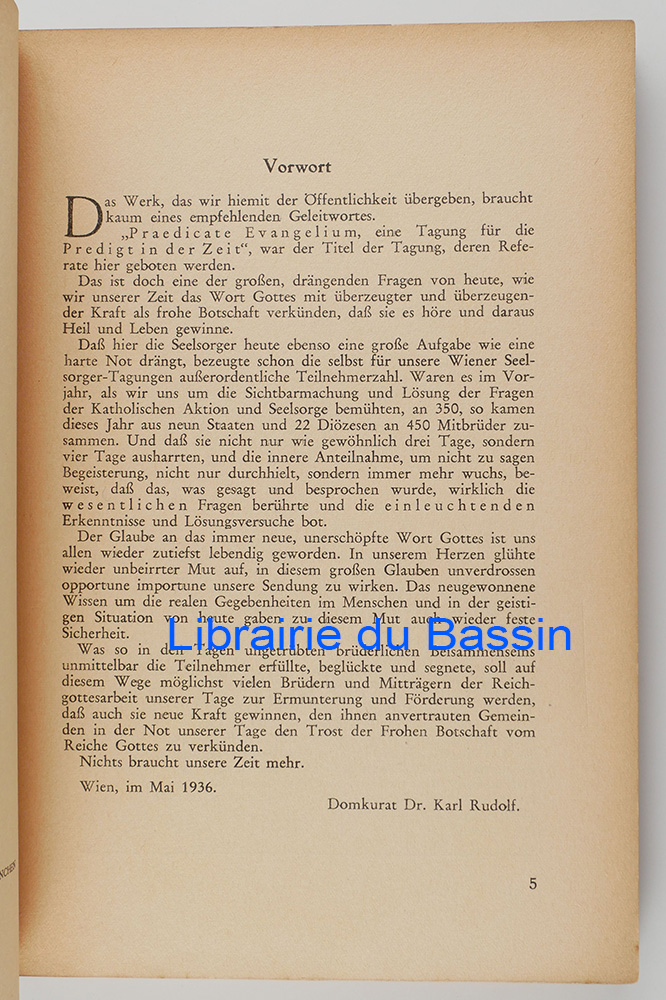 Vorwort
Das Werk, das wir hiemit der Öffentlichkeit übergeben, braucht
kaum eines empfehlenden Geleitwortes.
„Praedicate Evangelium, eine Tagung für die
Predigt in der Zeit“, war der Titel der Tagung, deren Refe-
rate hier geboten werden.
Das ist doch eine der großen, drängenden Fragen von heute, wie
wir unserer Zeit das Wort Gottes mit überzeugter und überzeugen-
der Kraft als frohe Botschaft verkünden, daß sie es höre und daraus
Heil und Leben gewinne.
Daß hier die Seelsorger heute ebenso eine große Aufgabe wie eine
harte Not drängt, bezeugte schon die selbst für unsere Wiener Seel-
sorger-Tagungen außerordentliche Teilnehmerzahl. Waren es im Vor-
jahr, als wir uns um die Sichtbarmachung und Lösung der Fragen
der Katholischen Aktion und Seelsorge bemühten, an 350, so kamen
dieses Jahr aus neun Staaten und 22 Diözesen an 450 Mitbrüder zu-
sammen. Und daß sie nicht nur wie gewöhnlich drei Tage, sondern
vier Tage ausharrten, und die innere Anteilnahme, um nicht zu sagen
Begeisterung, nicht nur durchhielt, sondern immer mehr wuchs, be-
weist, daß das, was gesagt und besprochen wurde, wirklich die
wesentlichen Fragen berührte und die einleuchtenden
Erkenntnisse und Lösungsversuche bot.
Der Glaube an das immer neue, unerschöpfte Wort Gottes ist uns
allen wieder zutiefst lebendig geworden. In unserem Herzen glühte
wieder unbeirrter Mut auf, in diesem großen Glauben unverdrossen
opportune importune unsere Sendung zu wirken. Das neugewonnene
Wissen um die realen Gegebenheiten im Menschen und in der geisti-
gen Situation von heute gaben zu diesem Mut auch wieder feste
Sicherheit.
Librairie du Bassin
Was so in den Tagen ungetrübten brüderlichen Beisammenseins
unmittelbar die Teilnehmer erfüllte, beglückte und segnete, soll auf
diesem Wege möglichst vielen Brüdern und Mitträgern der Reich-
gottesarbeit unserer Tage zur Ermunterung und Förderung werden,
daß auch sie neue Kraft gewinnen, den ihnen anvertrauten Gemein-
den in der Not unserer Tage den Trost der Frohen Botschaft vom
Reiche Gottes zu verkünden.
Nichts braucht unsere Zeit mehr.
Wien, im Mai 1936.
Domkurat Dr. Karl Rudolf.
5